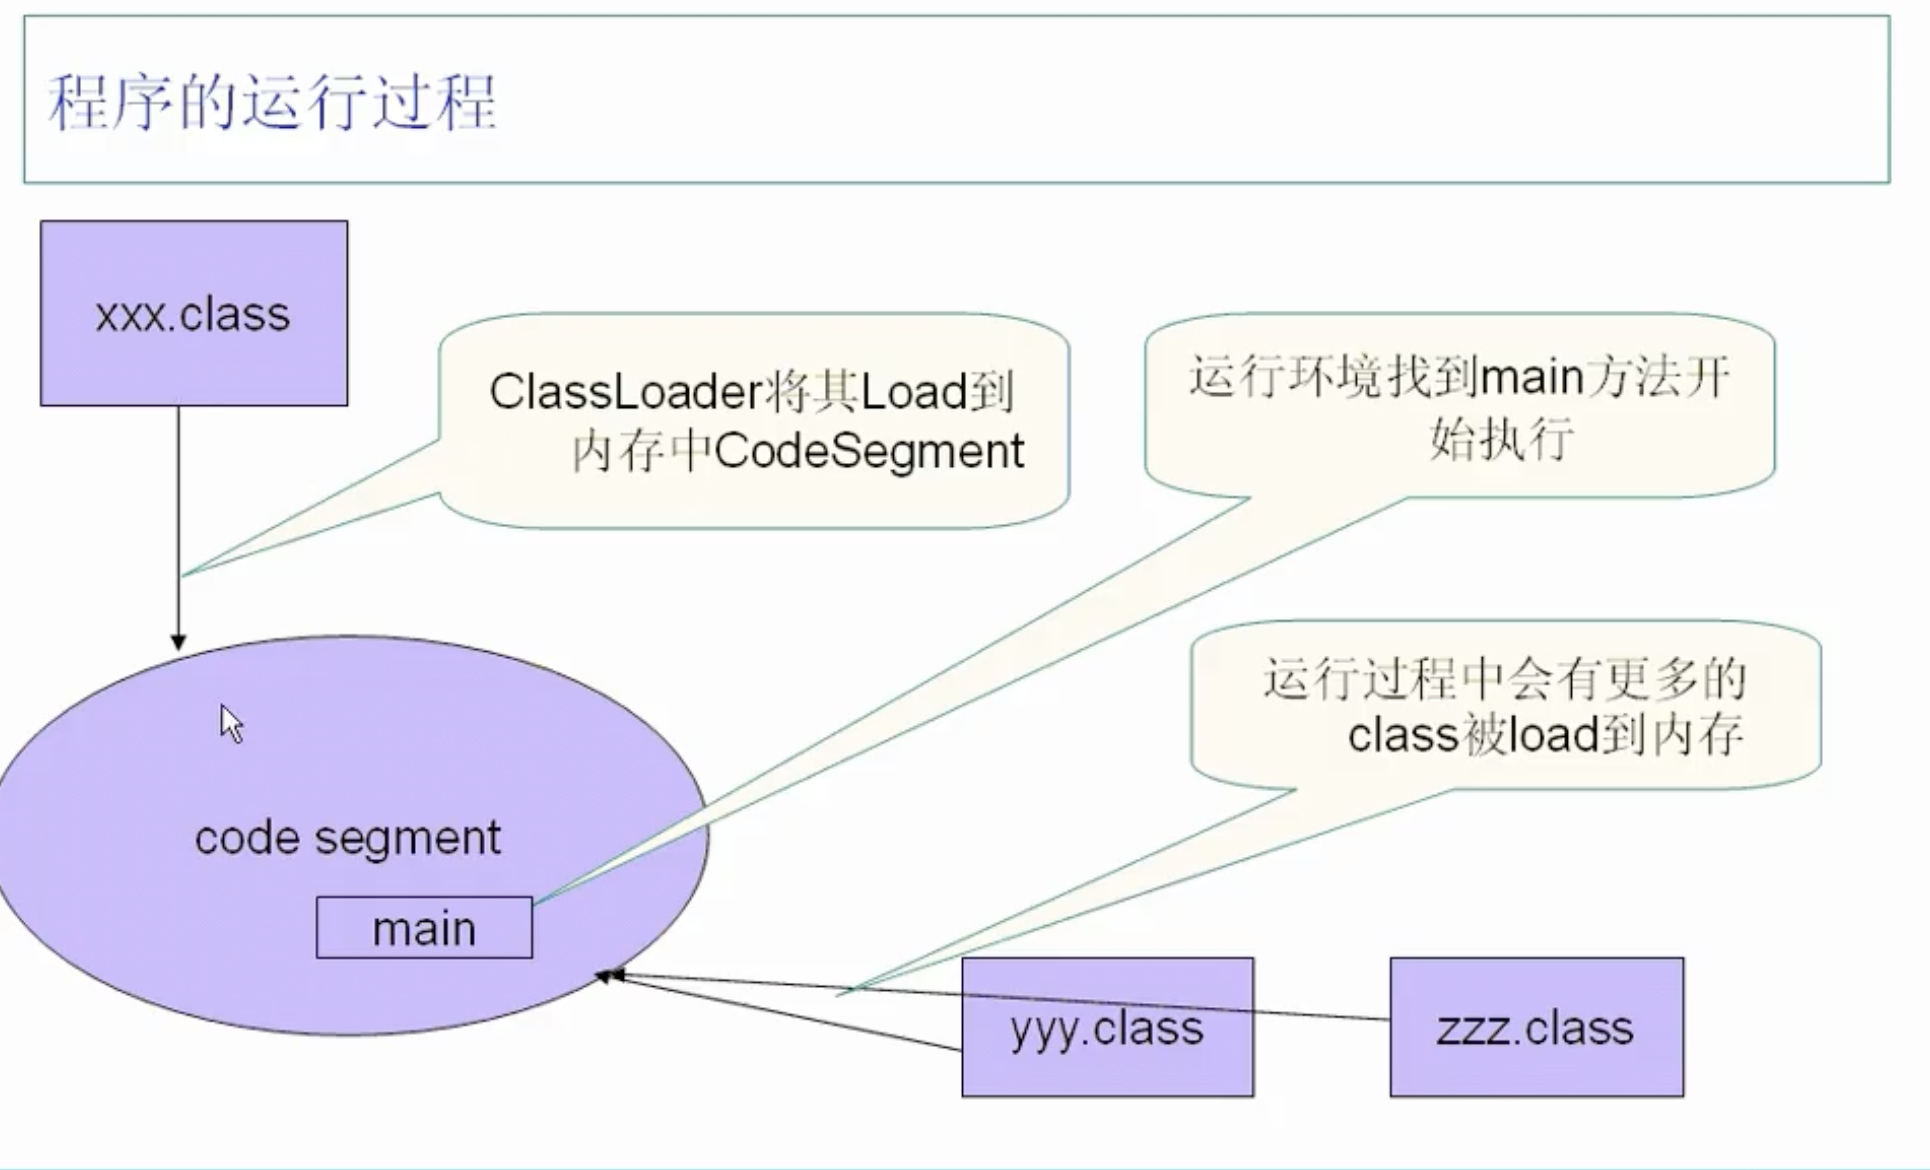 程序的运行过程
xxx.class
ClassLoader将其Load到
内存中CodeSegment
运行环境找到main方法开
始执行
运行过程中会有更多的
class被load到内存
code segment
main
yyy.class
zzz.class